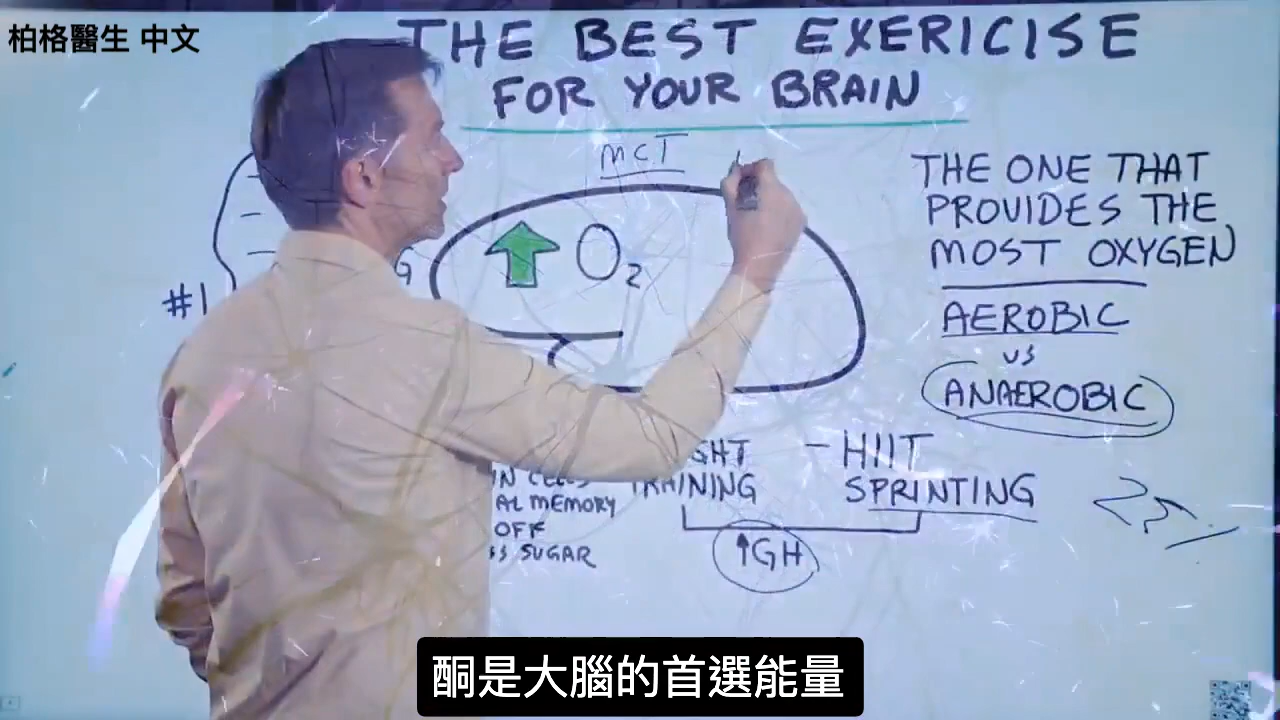 柏格醫生 中文
THE BEST EXERICISE
FOR YOUR BRAIN
MCT
THE ONE THAT
PROVIDES THE
MOST OXYGEN
O2
#1
AEROBIC
VS
ANAEROBIC
- HIIT
TRAINING
SPRINTING
AL MEMORY
OFF
SUGAR
↑GH
酮是大腦的首選能量